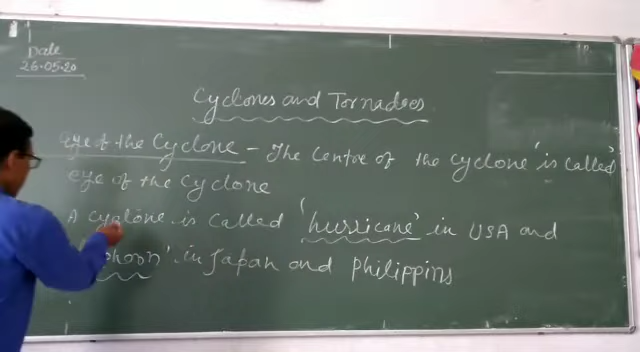 Date
26.05.20
Cyclones and Tornadoes
Eye of the Cyclone - The Centre of the cyclone 'is called'
eye of the cyclone
A cyclone is called 'hurricane' in USA and
phoon' in Japan and Philippins